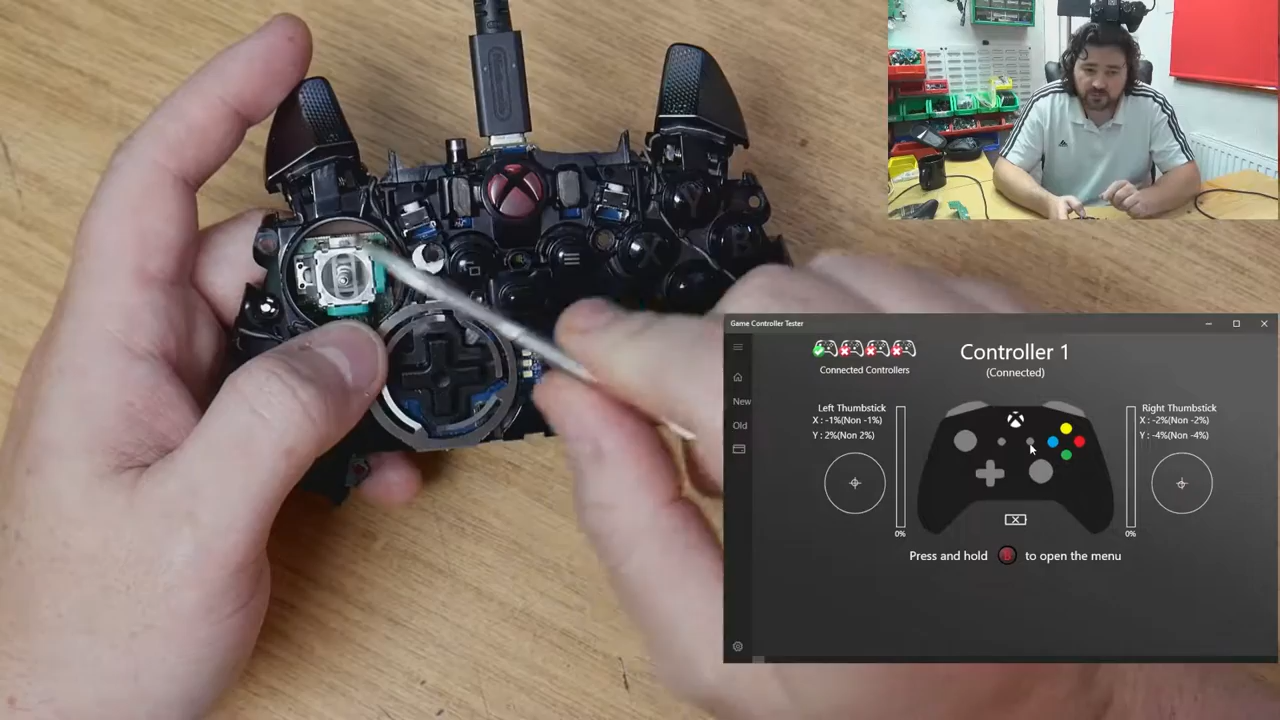 Game Controller Tester
Connected Controllers
Controller 1
(Connected)
New
Old
Left Thumbstick
X : -1%(Non -1%)
Y : 2%(Non 2%)
0%
Right Thumbstick
X : -2%(Non -2%)
Y : -4%(Non -4%)
0%
Press and hold B to open the menu
Y
X
B